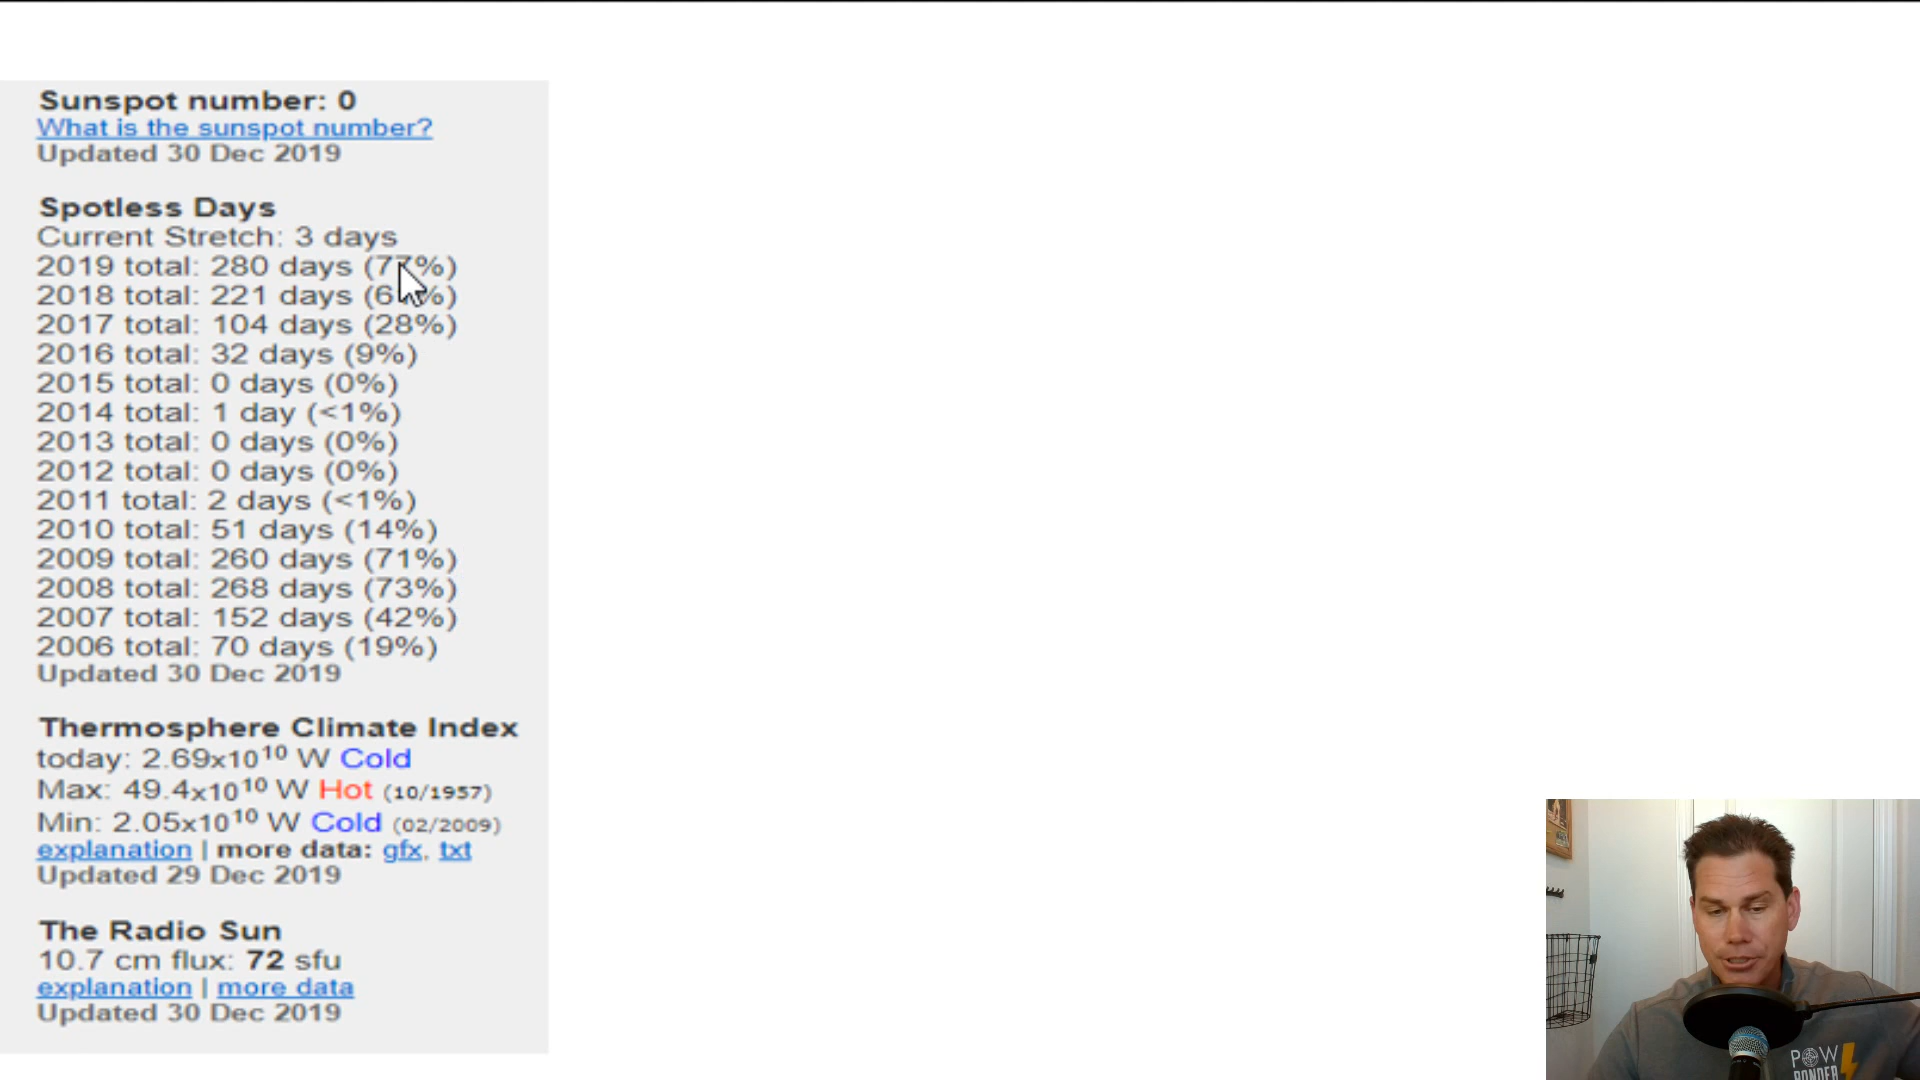 Sunspot number: 0
What is the sunspot number?
Updated 30 Dec 2019
Spotless Days
Current Stretch: 3 days
2019 total: 280 days (77%)
2018 total: 221 days
2017 total: 104 days (28%)
2016 total: 32 days (9%)
2015 total: 0 days (0%)
2014 total: 1 day (<1%)
2013 total: 0 days (0%)
2012 total: 0 days (0%)
2011 total: 2 days (<1%)
2010 total: 51 days (14%)
2009 total: 260 days (71%)
2008 total: 268 days (73%)
2007 total: 152 days (42%)
2006 total: 70 days (19%)
Updated 30 Dec 2019
Thermosphere Climate Index
today: 2.69x10¹⁰ W Cold
Max: 49.4x10¹⁰ W Hot (10/1957)
Min: 2.05x10¹⁰ W Cold (02/2009)
explanation | more data: gfx, txt
Updated 29 Dec 2019
The Radio Sun
10.7 cm flux: 72 sfu
explanation | more data
Updated 30 Dec 2019
POW
PONDER